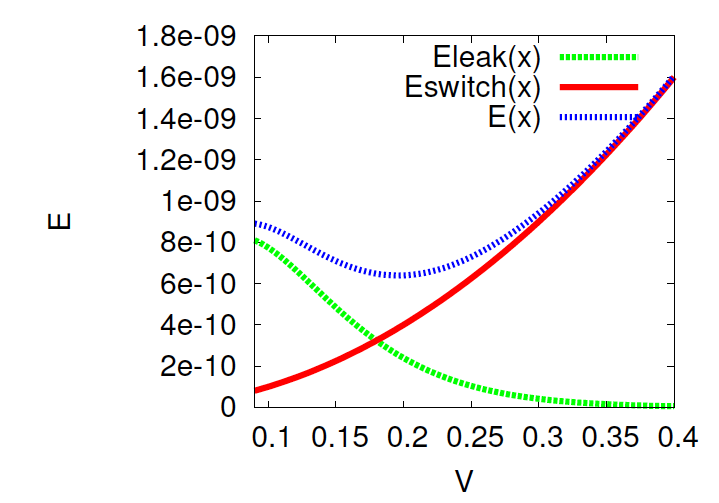 1.8e-09
1.6e-09
1.4e-09
1.2e-09
1e-09
8e-10
6e-10
4e-10
2e-10
0
E
Eleak(x)
Eswitch(x)
E(x)
0.1 0.15 0.2 0.25 0.3 0.35 0.4
V